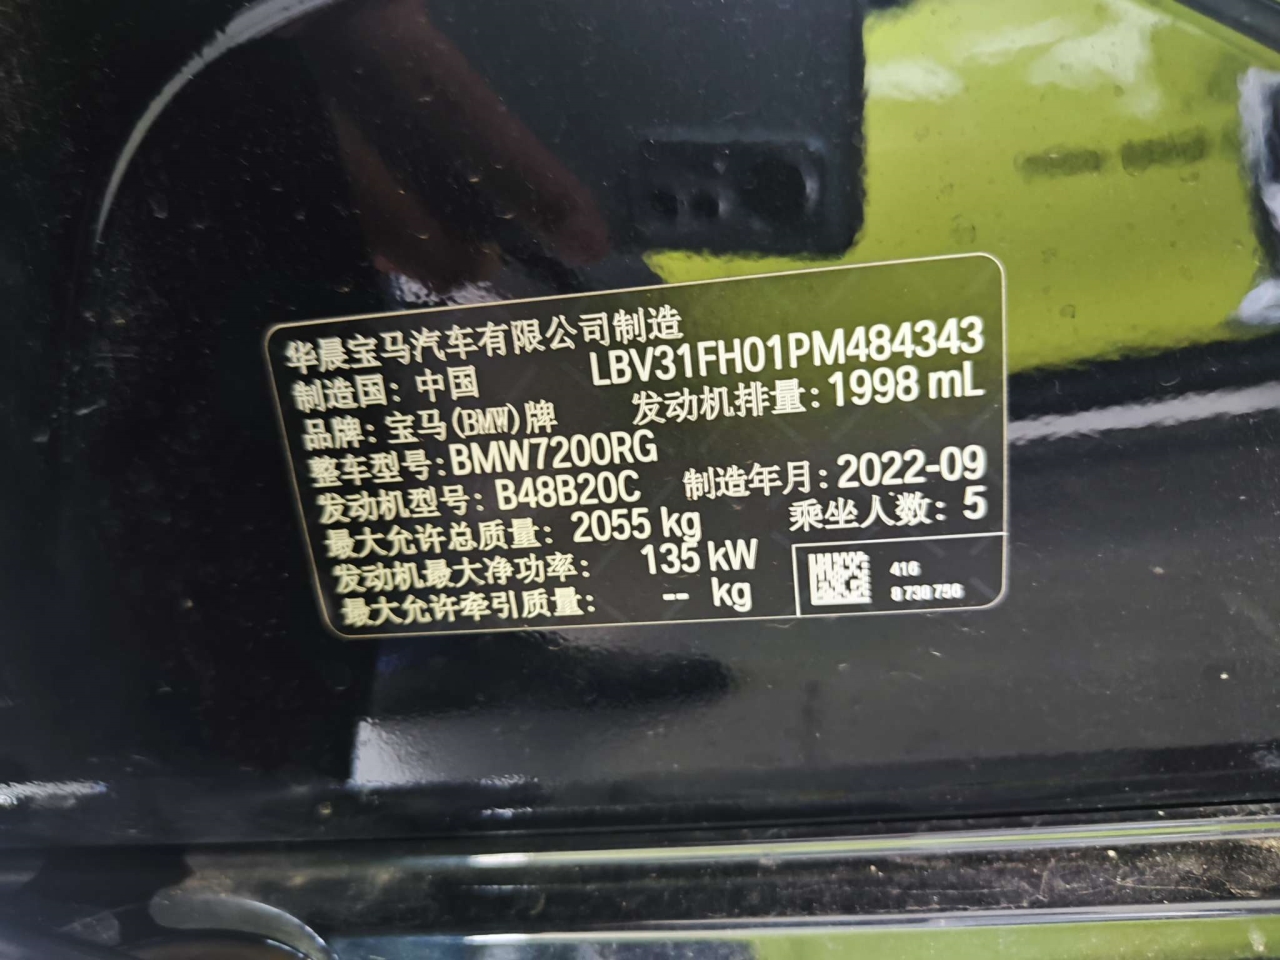 华晨宝马汽车有限公司制造
制造国：中国 LBV31FH01PM484343
品牌：宝马(BMW)牌 发动机排量：1998 mL
整车型号：BMW7200RG
发动机型号：B48B20C 制造年月：2022-09
最大允许总质量：2055 kg 乘坐人数：5
发动机最大净功率：135 kW
最大允许牵引质量：-- kg
416
8730756